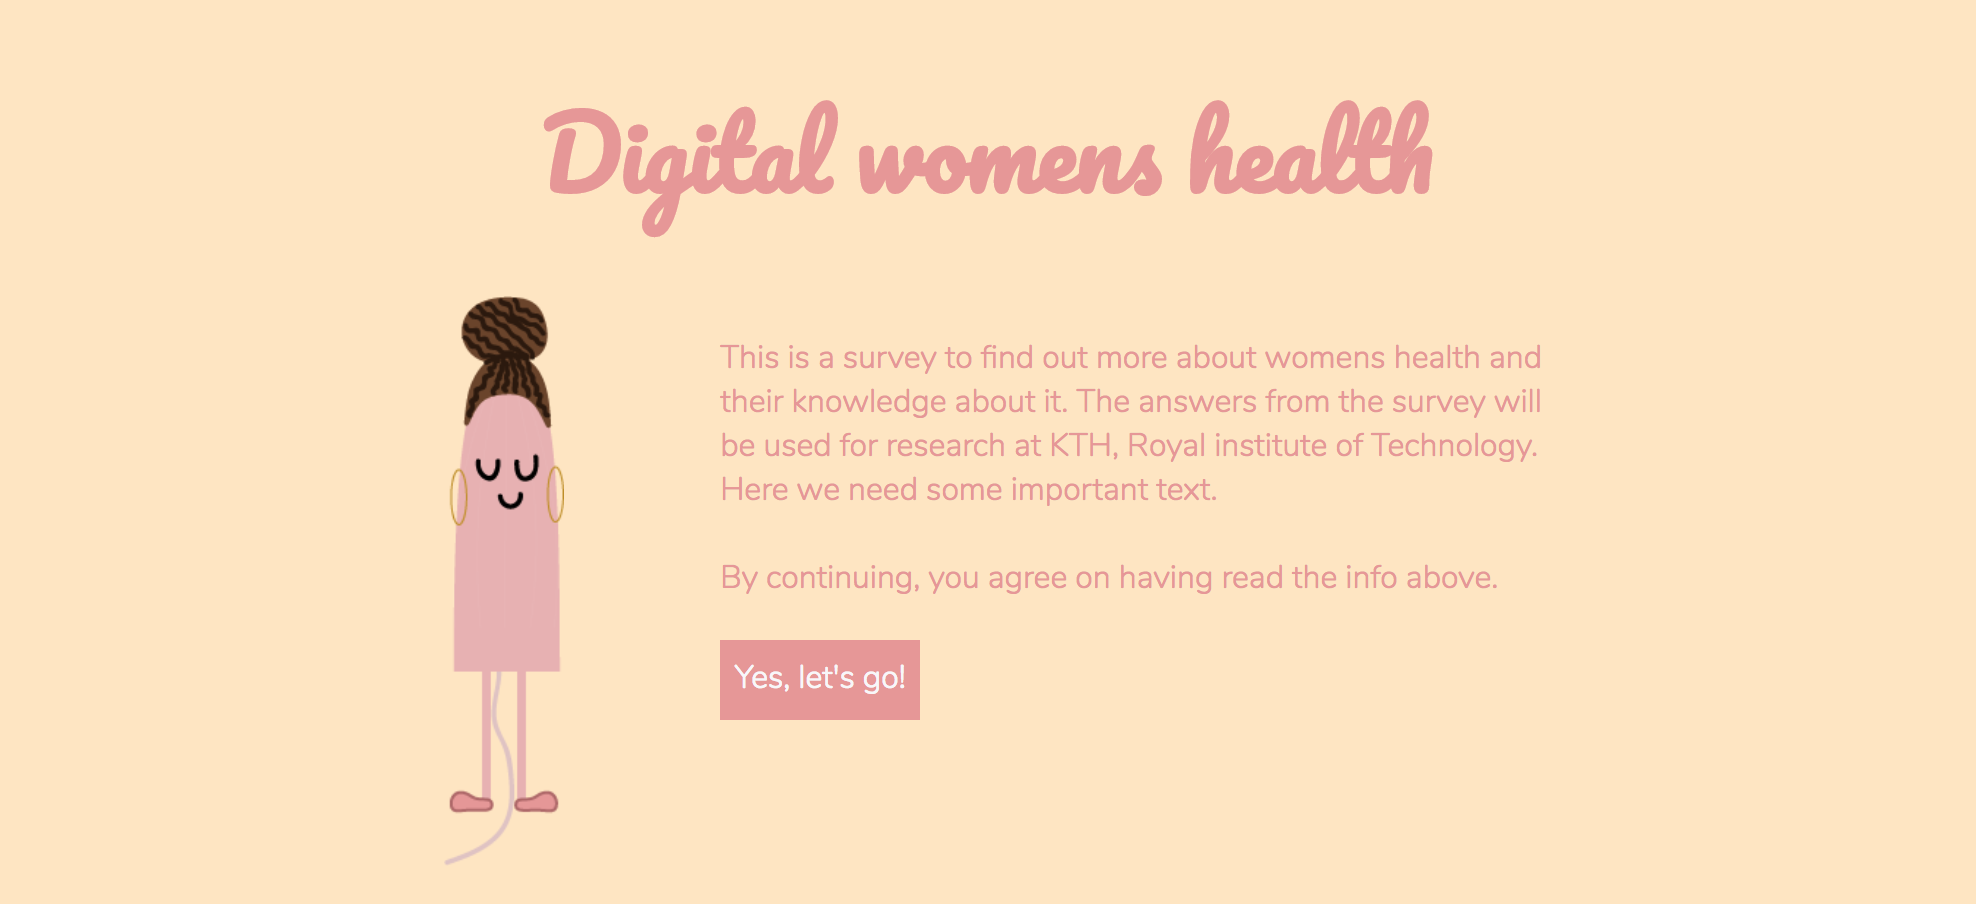 Digital womens health
This is a survey to find out more about womens health and
their knowledge about it. The answers from the survey will
be used for research at KTH, Royal institute of Technology.
Here we need some important text.
By continuing, you agree on having read the info above.
Yes, let's go!